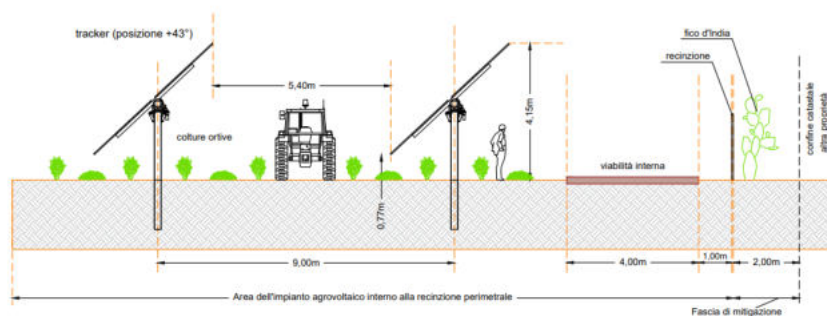 tracker (posizione +43°)
fico d'India
recinzione
5,40m
4,15m
confine catastale
altra proprietà
colture ortive
viabilità interna
0,77m
9,00m
4,00m
1,00m
2,00m
Area dell'impianto agrovoltaico interno alla recinzione perimetrale
Fascia di mitigazione